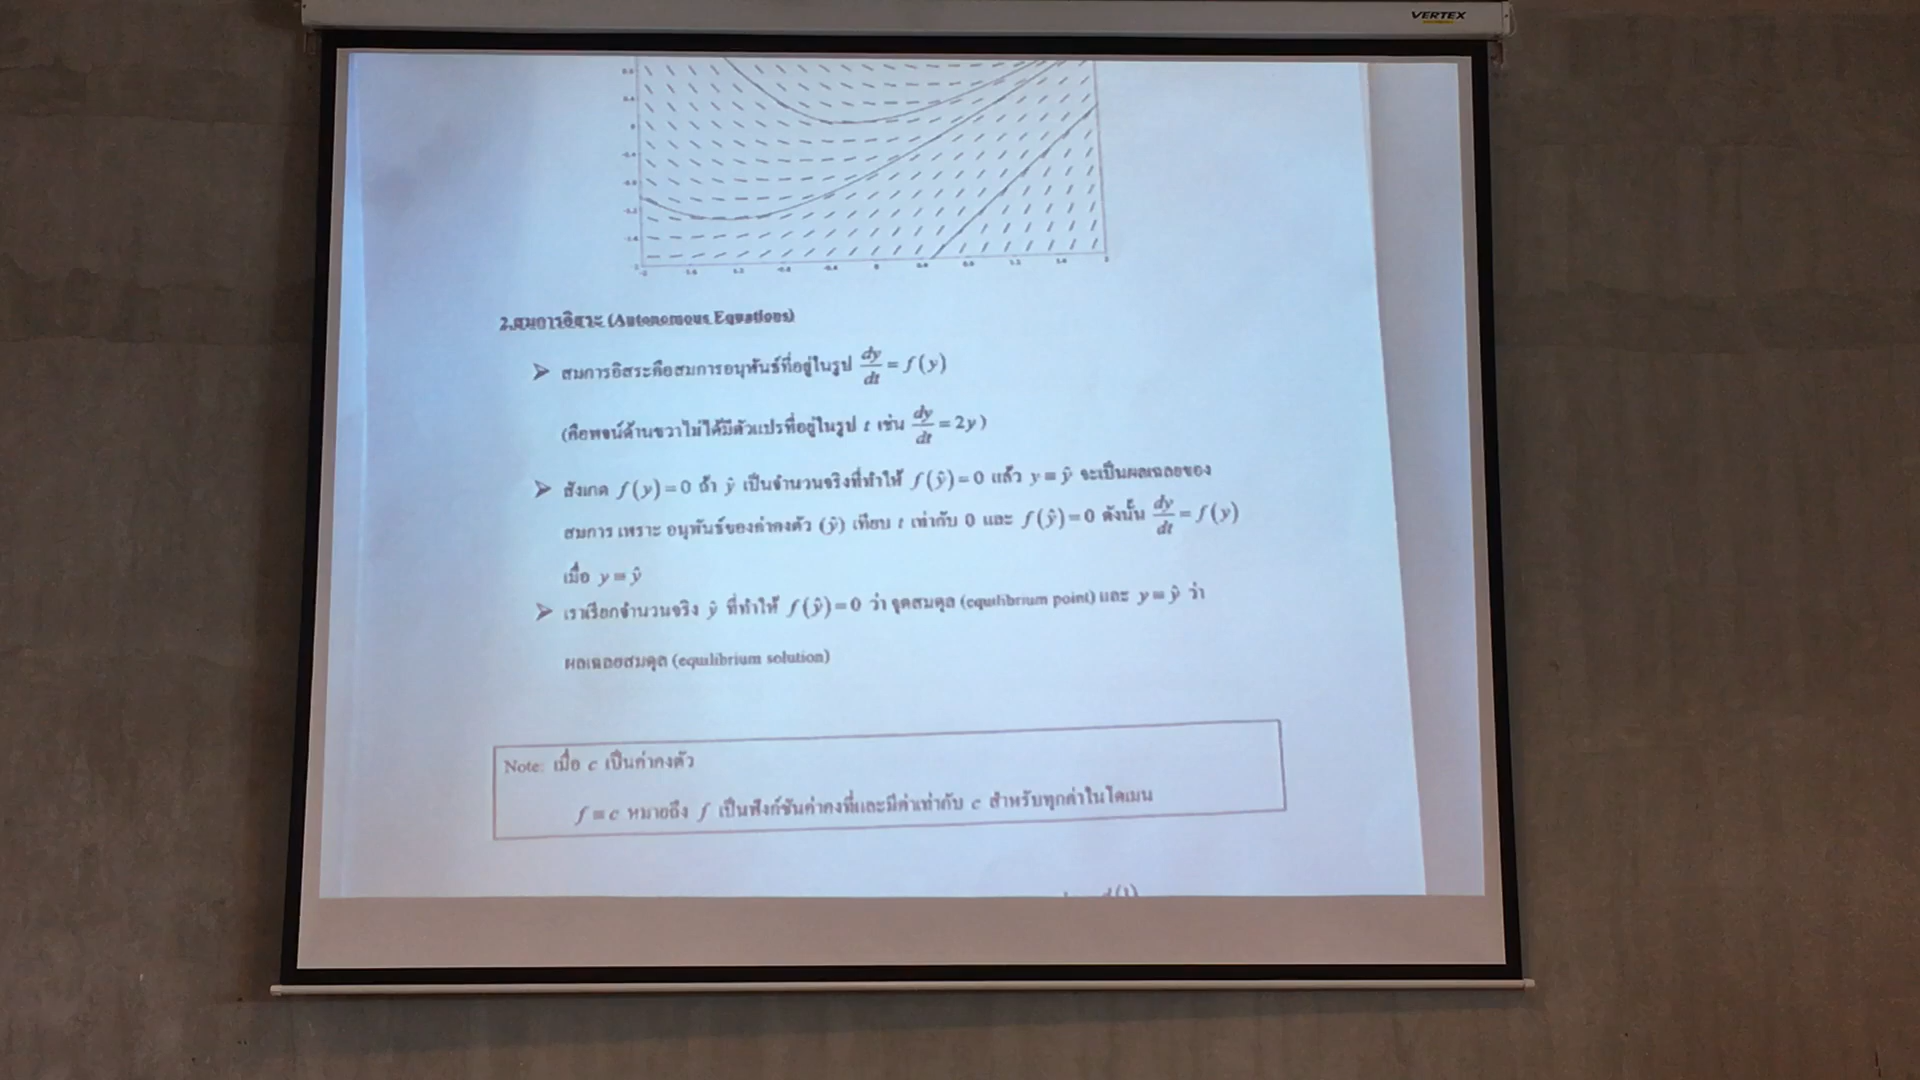 VERTEX
2.สมการอิสระ (Autonomous Equations)
➢ สมการอิสระคือสมการอนุพันธ์ที่อยู่ในรูป dy/dt = f(y)
(คือพจน์ด้านขวาไม่ได้มีตัวแปรที่อยู่ในรูป t เช่น dy/dt = 2y)
➢ สังเกต f(y)=0 ถ้า ŷ เป็นจำนวนจริงที่ทำให้ f(ŷ)=0 แล้ว y≡ŷ จะเป็นผลเฉลยของ
สมการ เพราะ อนุพันธ์ของค่าคงตัว (ŷ) เทียบ t เท่ากับ 0 และ f(ŷ)=0 ดังนั้น dy/dt = f(y)
เมื่อ y≡ŷ
➢ เราเรียกจำนวนจริง ŷ ที่ทำให้ f(ŷ)=0 ว่า จุดสมดุล (equilibrium point) และ y≡ŷ ว่า
ผลเฉลยสมดุล (equilibrium solution)
Note: เมื่อ c เป็นค่าคงตัว
f≡c หมายถึง f เป็นฟังก์ชันค่าคงที่และมีค่าเท่ากับ c สำหรับทุกค่าในโดเมน